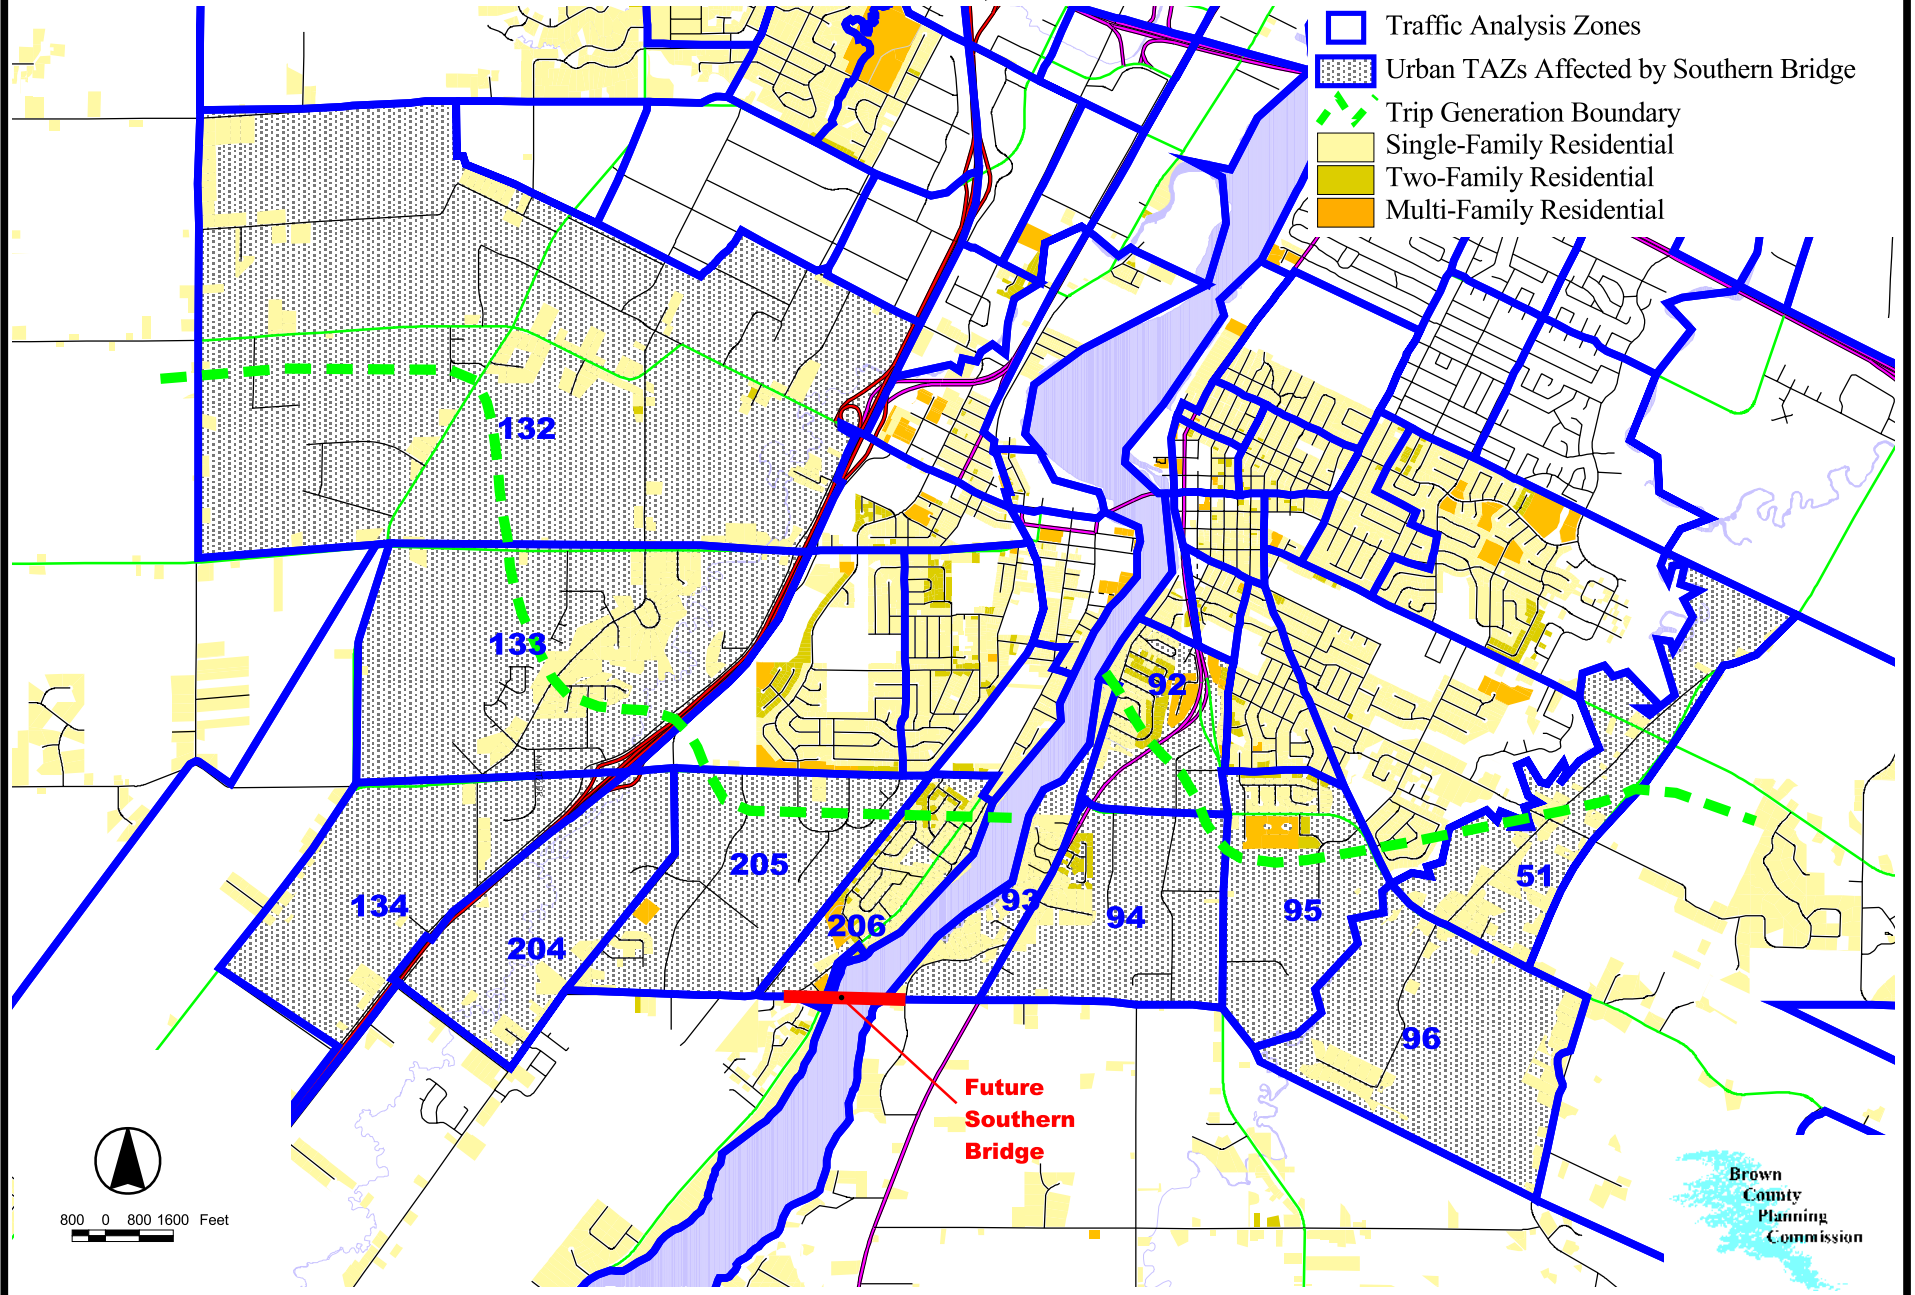 Traffic Analysis Zones
Urban TAZs Affected by Southern Bridge
Trip Generation Boundary
Single-Family Residential
Two-Family Residential
Multi-Family Residential
132
133
92
205
51
134
93
95
206
94
204
96
Future
Southern
Bridge
Brown
County
Planning
Commission
800 0 800 1600 Feet